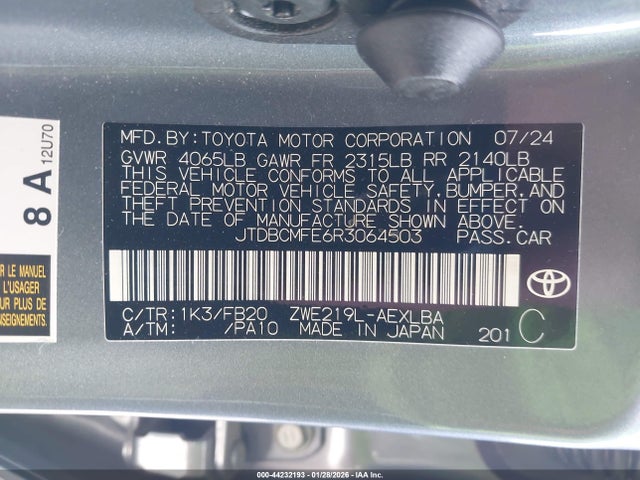 MFD.BY:TOYOTA MOTOR CORPORATION 07/24
GVWR 4065LB GAWR FR 2315LB RR 2140LB
THIS VEHICLE CONFORMS TO ALL APPLICABLE
FEDERAL MOTOR VEHICLE SAFETY,BUMPER,AND
THEFT PREVENTION STANDARDS IN EFFECT ON
THE DATE OF MANUFACTURE SHOWN ABOVE.
JTDBCMFE6R3064503 PASS.CAR
TOYOTA
C/TR:1K3/FB20 ZWE219L-AEXLBA
A/TM: /PA10 MADE IN JAPAN 201 C
8 A 12U70
R LE MANUEL
L'USAGER
PLUS DE
NSEIGNEMENTS.
000-44232193 - 01/28/2026 - IAA Inc.